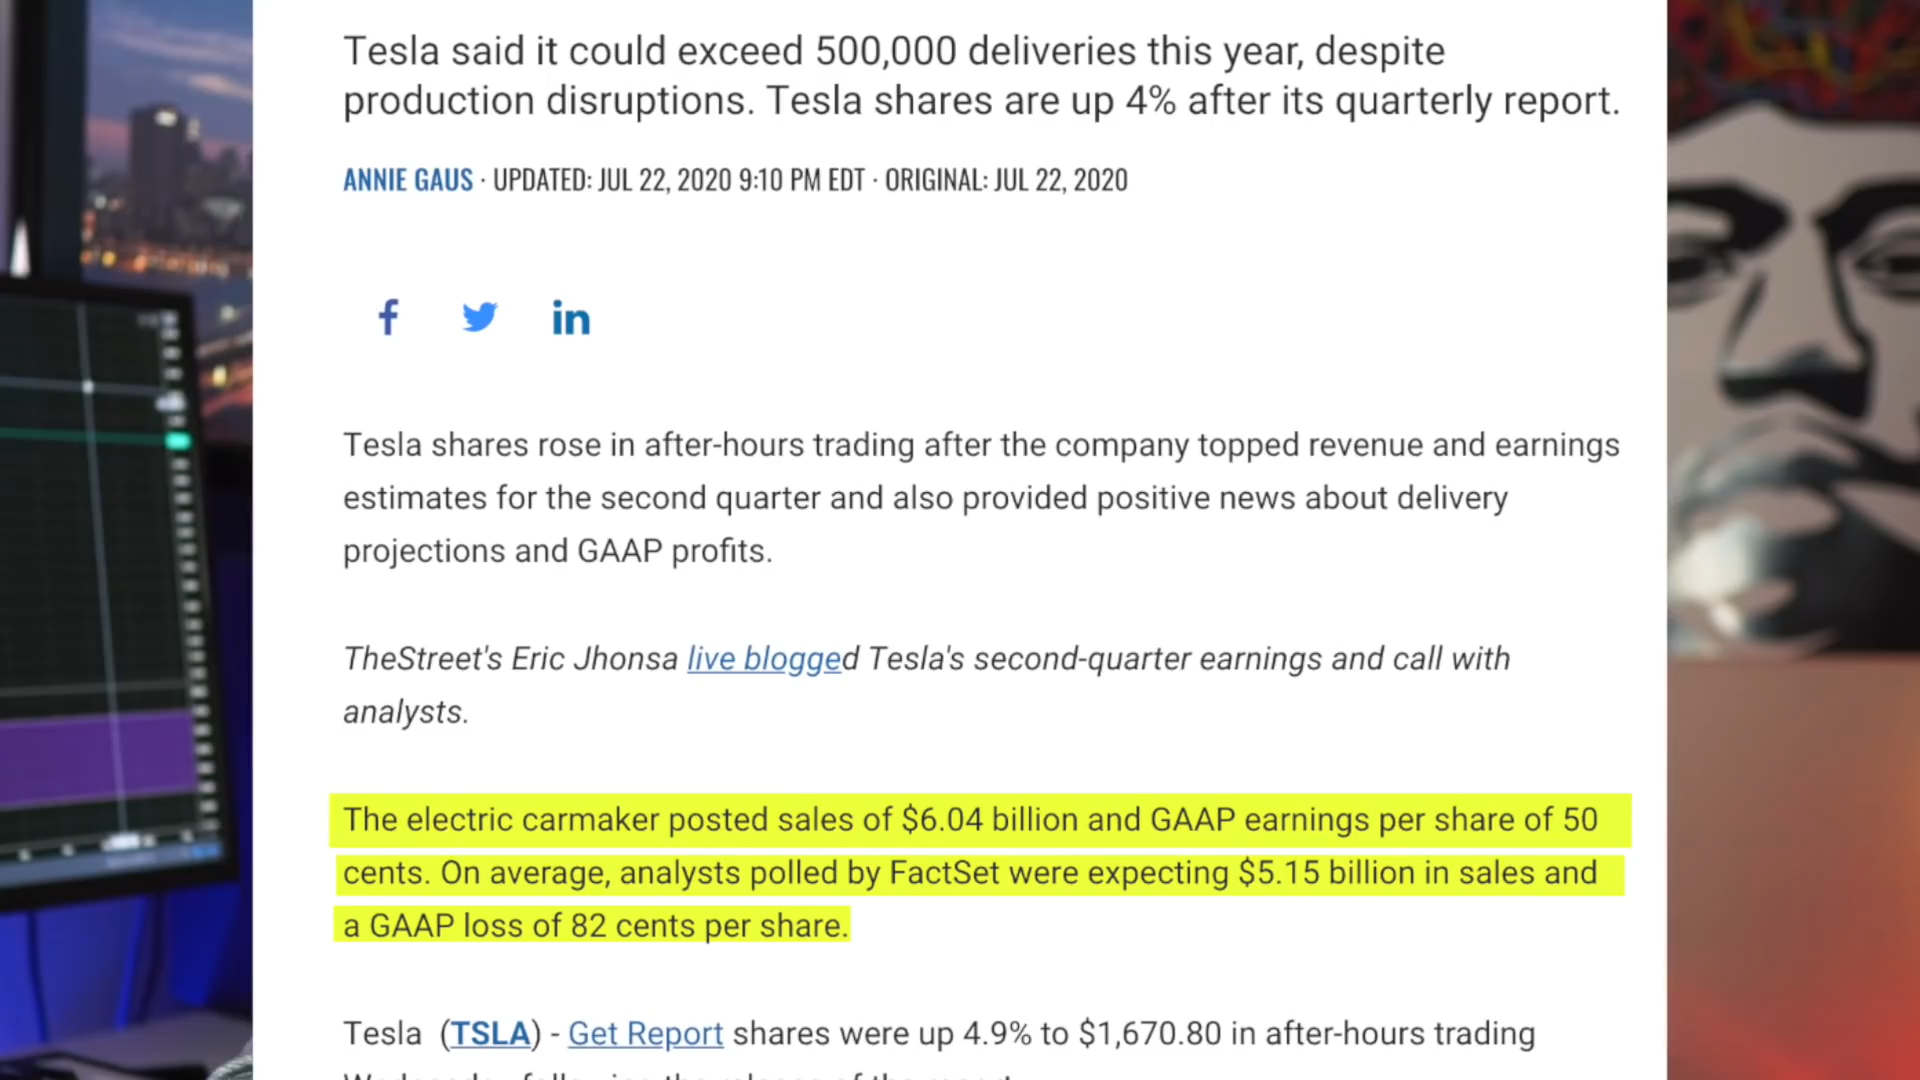 Tesla said it could exceed 500,000 deliveries this year, despite
production disruptions. Tesla shares are up 4% after its quarterly report.
ANNIE GAUS · UPDATED: JUL 22, 2020 9:10 PM EDT · ORIGINAL: JUL 22, 2020
Tesla shares rose in after-hours trading after the company topped revenue and earnings
estimates for the second quarter and also provided positive news about delivery
projections and GAAP profits.
TheStreet's Eric Jhonsa live blogged Tesla's second-quarter earnings and call with
analysts.
The electric carmaker posted sales of $6.04 billion and GAAP earnings per share of 50
cents. On average, analysts polled by FactSet were expecting $5.15 billion in sales and
a GAAP loss of 82 cents per share.
Tesla (TSLA) - Get Report shares were up 4.9% to $1,670.80 in after-hours trading
Wednesday following the release of the report.